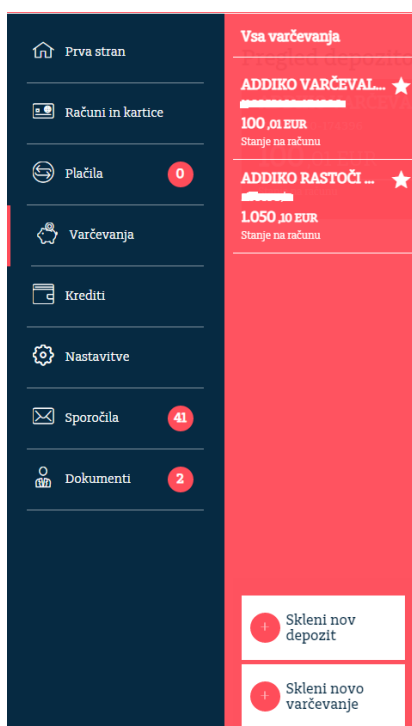 Prva stran
Računi in kartice
Plačila 0
Varčevanja
Krediti
Nastavitve
Sporočila 41
Dokumenti 2
Vsa varčevanja
Pregled depozito
ADDIKO VARČEVAL...
100 ,01 EUR
Stanje na računu
ADDIKO RASTOČI ...
1.050 ,10 EUR
Stanje na računu
Skleni nov
depozit
Skleni novo
varčevanje